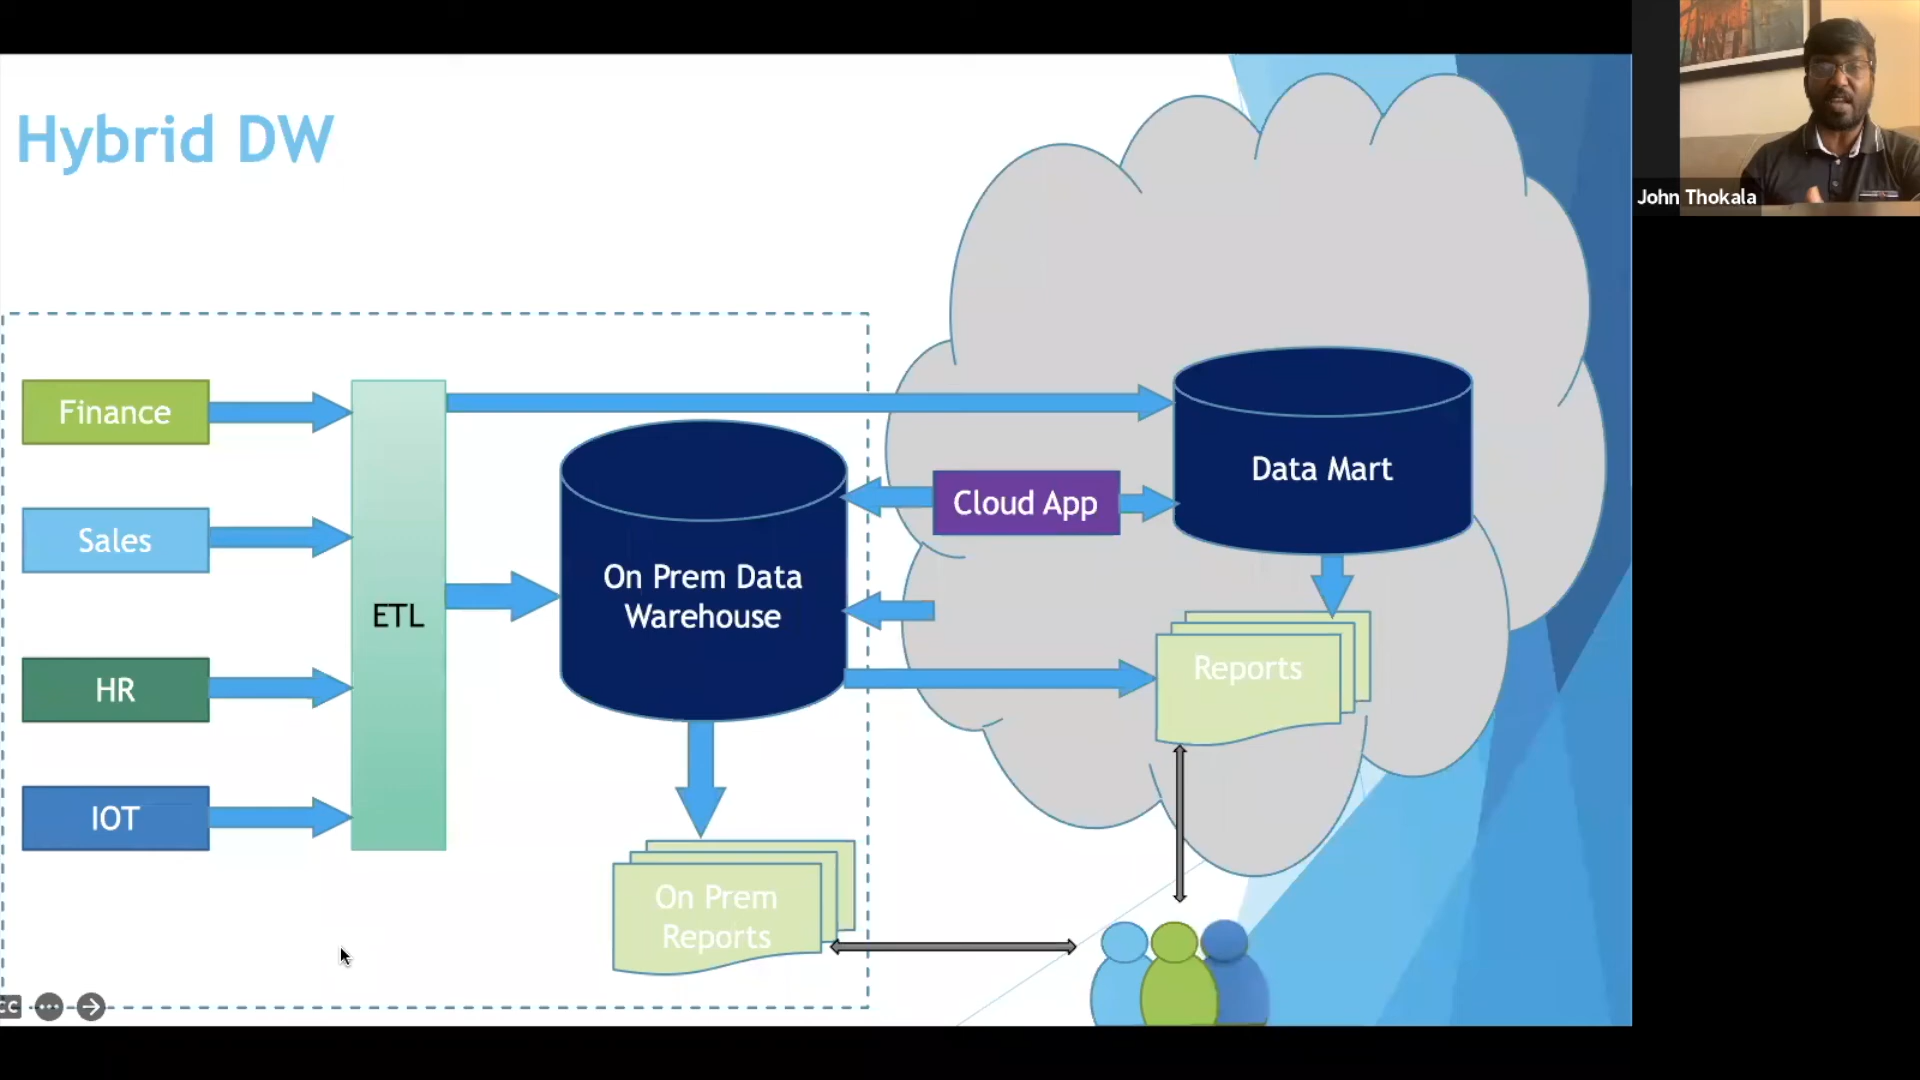 Hybrid DW
Finance
Sales
HR
IOT
ETL
On Prem Data
Warehouse
On Prem
Reports
Cloud App
Data Mart
Reports
John Thokala
cc